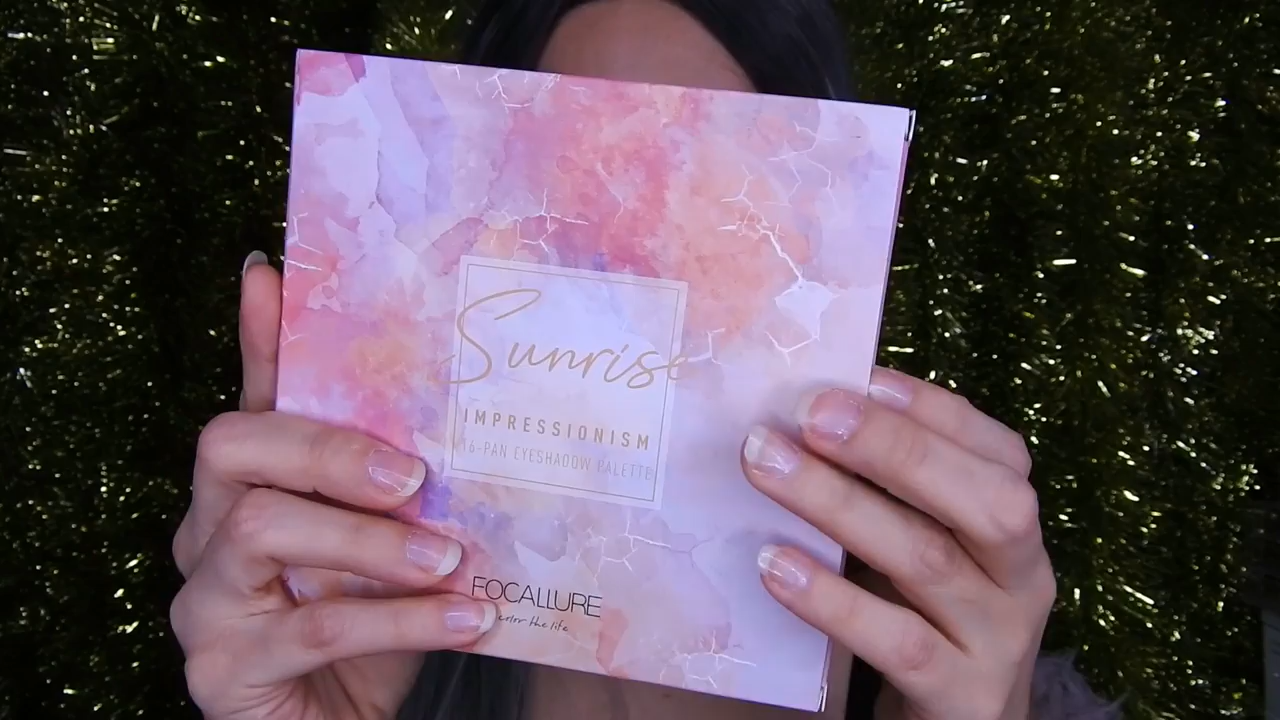 Sunrise
IMPRESSIONISM
16-PAN EYESHADOW PALETTE
FOCALLURE
color the life